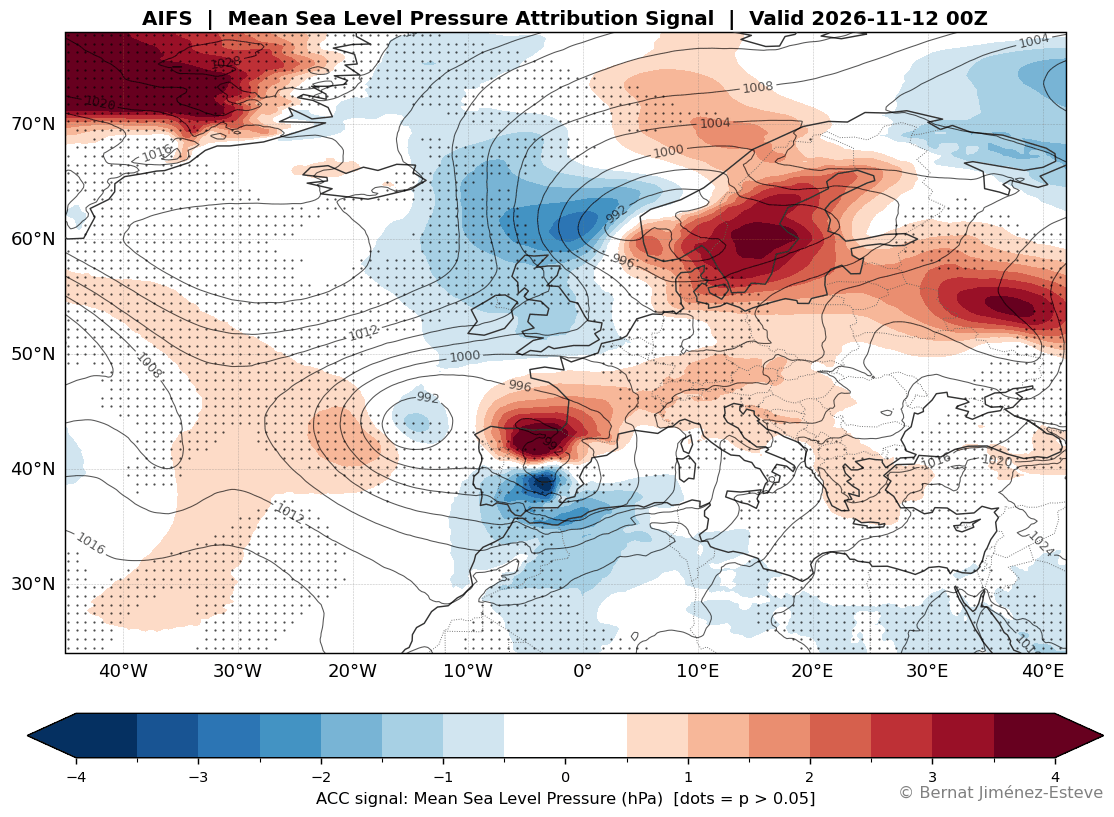 AIFS | Mean Sea Level Pressure Attribution Signal | Valid 2026-11-12 00Z
1004
1028
1008
70°N
1028
1004
1016
1000
992
60°N
996
1012
50°N
1008
1000
996
992
40°N
1016
1020
1012
1016
1024
30°N
40°W 30°W 20°W 10°W 0° 10°E 20°E 30°E 40°E
−4 −3 −2 −1 0 1 2 3 4
ACC signal: Mean Sea Level Pressure (hPa) [dots = p > 0.05]
© Bernat Jiménez-Esteve